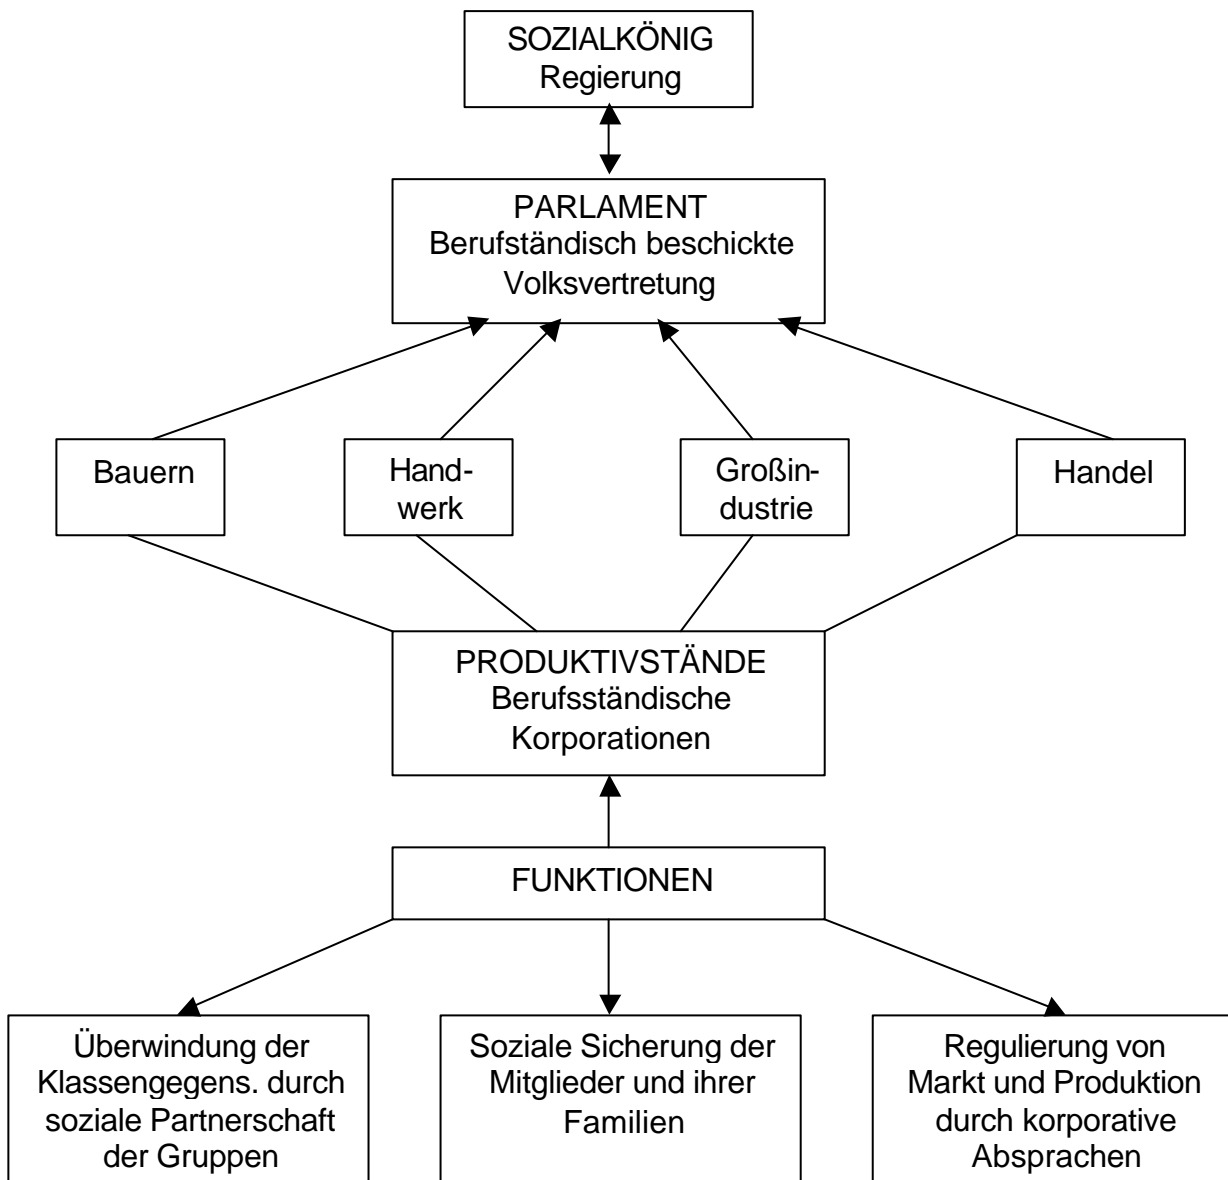 SOZIALKÖNIG
Regierung
PARLAMENT
Berufständisch beschickte
Volksvertretung
Bauern
Hand-
werk
Großin-
dustrie
Handel
PRODUKTIVSTÄNDE
Berufsständische
Korporationen
FUNKTIONEN
Überwindung der
Klassengegens. durch
soziale Partnerschaft
der Gruppen
Soziale Sicherung der
Mitglieder und ihrer
Familien
Regulierung von
Markt und Produktion
durch korporative
Absprachen